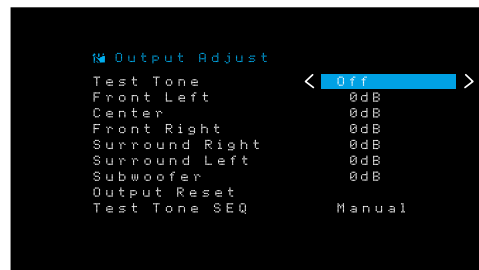 Output Adjust
Test Tone < Off >
Front Left 0dB
Center 0dB
Front Right 0dB
Surround Right 0dB
Surround Left 0dB
Subwoofer 0dB
Output Reset
Test Tone SEQ Manual